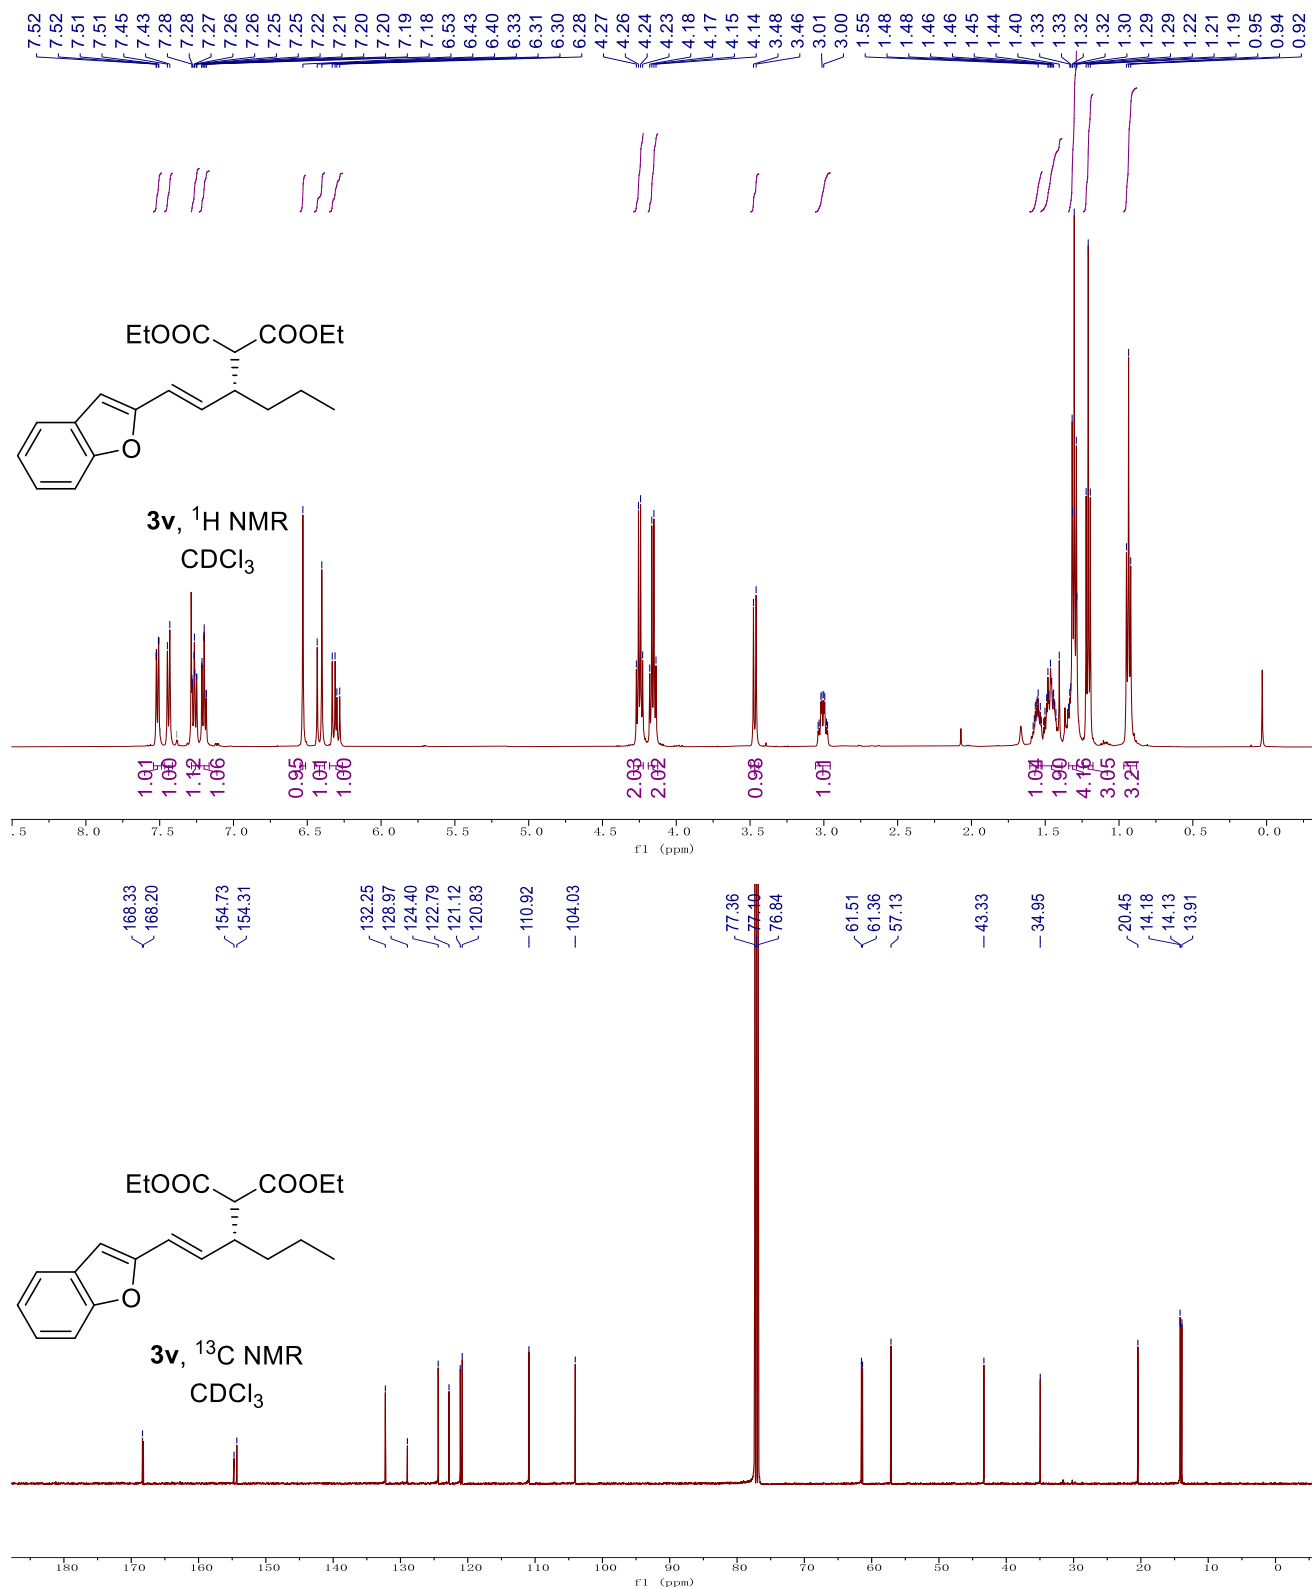 7.52 7.52 7.51 7.51 7.45 7.43 7.28 7.28 7.27 7.26 7.26 7.25 7.25 7.22 7.21 7.20 7.20 7.19 7.18 6.53 6.43 6.40 6.33 6.31 6.30 6.28 4.27 4.26 4.24 4.23 4.18 4.17 4.15 4.14 3.48 3.46 3.01 3.00 1.55 1.48 1.48 1.46 1.46 1.45 1.44 1.40 1.33 1.33 1.32 1.32 1.30 1.29 1.29 1.22 1.21 1.19 0.95 0.94 0.92
EtOOC COOEt
O
3v, ¹H NMR
CDCl₃
1.01 1.00 1.12 1.06 0.95 1.01 1.00 2.03 2.02 0.98 1.01 1.04 1.90 4.16 3.05 3.21
.5 8.0 7.5 7.0 6.5 6.0 5.5 5.0 4.5 4.0 3.5 3.0 2.5 2.0 1.5 1.0 0.5 0.0
f1 (ppm)
168.33 168.20 154.73 154.31 132.25 128.97 124.40 122.79 121.12 120.83 110.92 104.03 77.36 77.10 76.84 61.51 61.36 57.13 43.33 34.95 20.45 14.18 14.13 13.91
EtOOC COOEt
O
3v, ¹³C NMR
CDCl₃
180 170 160 150 140 130 120 110 100 90 80 70 60 50 40 30 20 10 0
f1 (ppm)